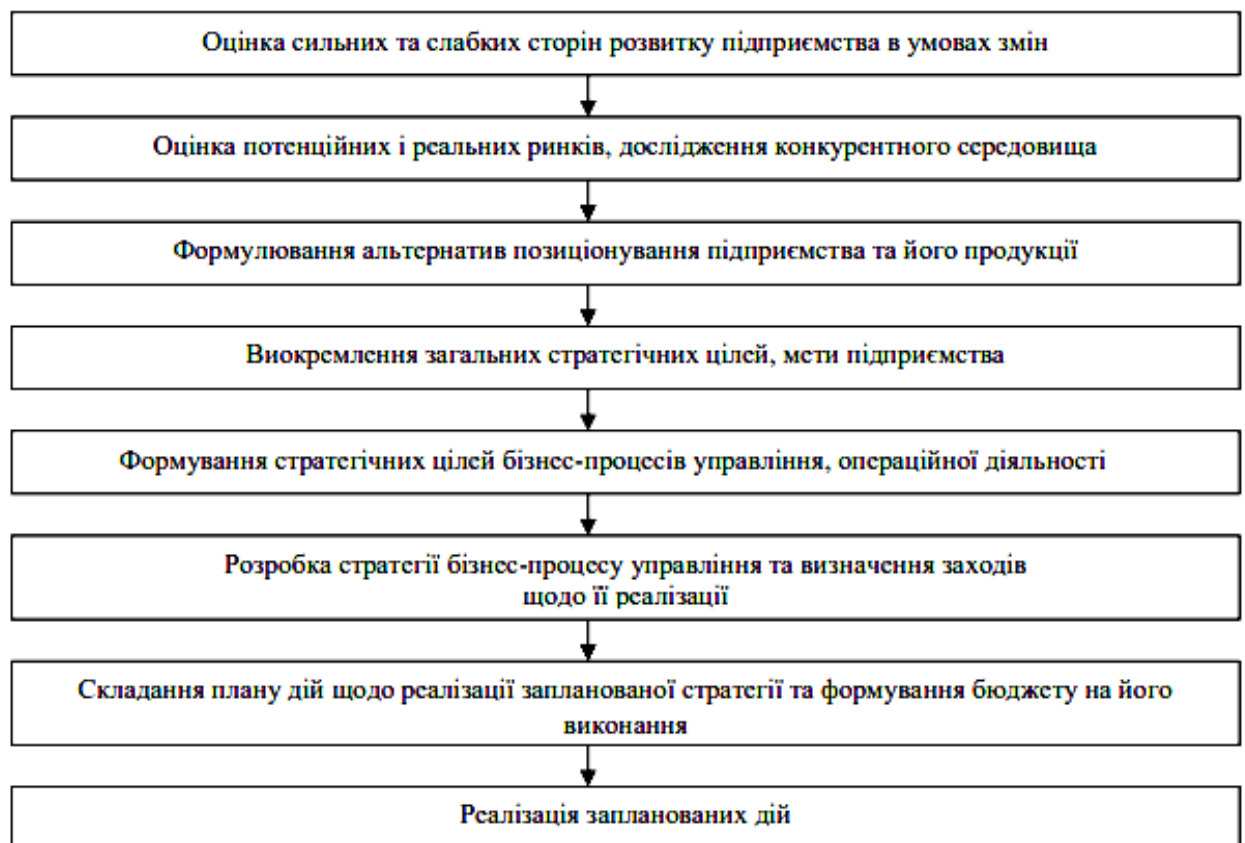 Оцінка сильних та слабких сторін розвитку підприємства в умовах змін
Оцінка потенційних і реальних ринків, дослідження конкурентного середовища
Формулювання альтернатив позиціонування підприємства та його продукції
Виокремлення загальних стратегічних цілей, мети підприємства
Формування стратегічних цілей бізнес-процесів управління, операційної діяльності
Розробка стратегії бізнес-процесу управління та визначення заходів
щодо її реалізації
Складання плану дій щодо реалізації запланованої стратегії та формування бюджету на його
виконання
Реалізація запланованих дій